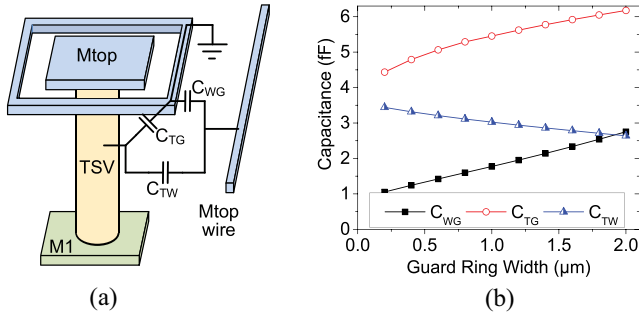 Mtop
C_WG
C_TG
TSV
C_TW
Mtop
wire
M1
(a)
Capacitance (fF)
6
5
4
3
2
1
0
C_WG C_TG C_TW
0.0 0.5 1.0 1.5 2.0
Guard Ring Width (μm)
(b)